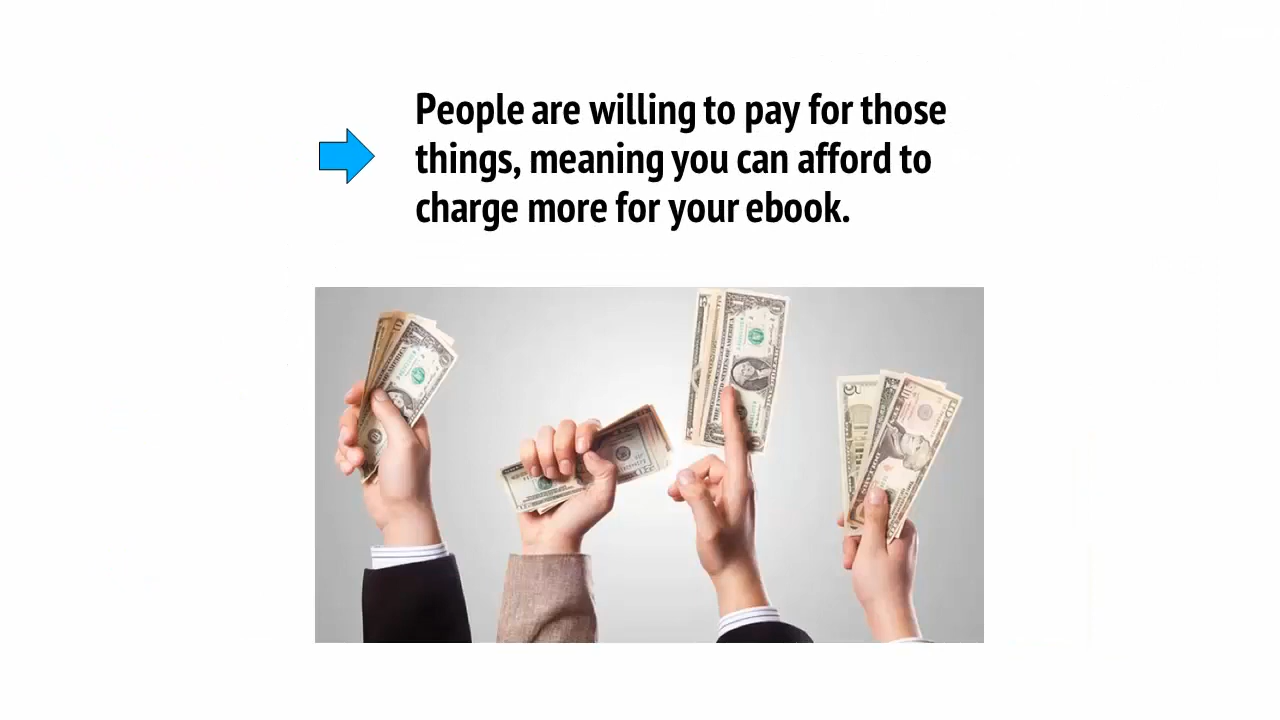 People are willing to pay for those
things, meaning you can afford to
charge more for your ebook.